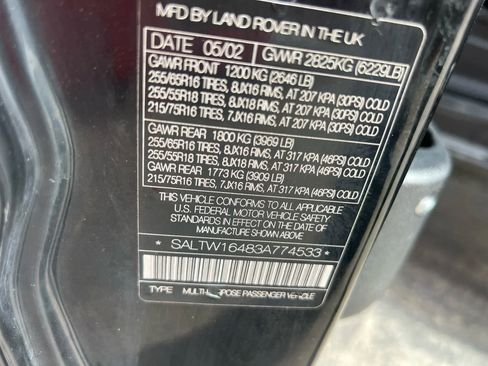 MFD BY LAND ROVER IN THE UK
DATE 05/02 GVWR 2825KG (6229LB)
GAWR FRONT 1200 KG (2646 LB)
255/65R16 TIRES, 8JX16 RIMS, AT 207 KPA (30PSI) COLD
255/55R18 TIRES, 8JX18 RIMS, AT 207 KPA (30PSI) COLD
215/75R16 TIRES, 7JX16 RIMS, AT 207 KPA (30PSI) COLD
GAWR REAR 1800 KG (3969 LB)
255/65R16 TIRES, 8JX16 RIMS, AT 317 KPA (46PSI) COLD
255/55R18 TIRES, 8JX18 RIMS, AT 317 KPA (46PSI) COLD
GAWR REAR 1773 KG (3909 LB)
215/75R16 TIRES, 7JX16 RIMS, AT 317 KPA (46PSI) COLD
THIS VEHICLE CONFORMS TO ALL APPLICABLE
U.S. FEDERAL MOTOR VEHICLE SAFETY
STANDARDS IN EFFECT ON THE DATE OF
MANUFACTURE SHOWN ABOVE
* SALTW16483A774533 *
TYPE MULTI-PURPOSE PASSENGER VEHICLE